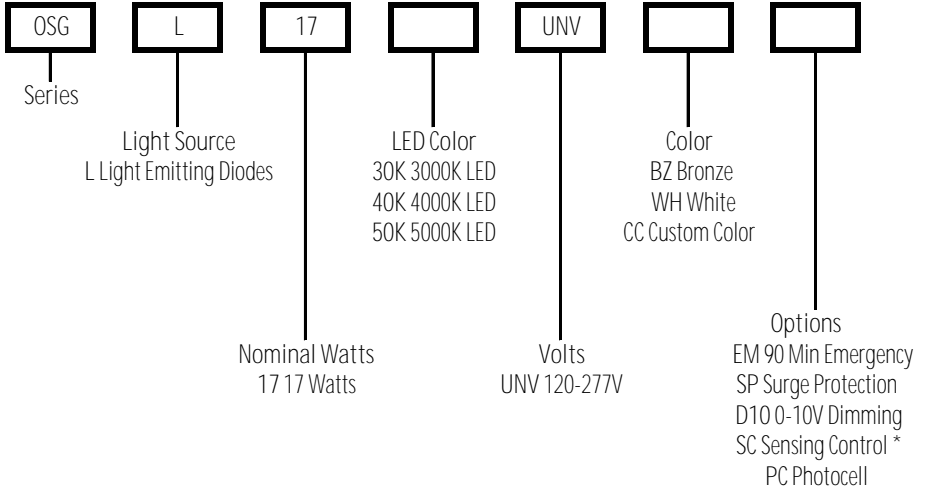 OSG L 17 UNV
Series
Light Source
L Light Emitting Diodes
LED Color
30K 3000K LED
40K 4000K LED
50K 5000K LED
Color
BZ Bronze
WH White
CC Custom Color
Nominal Watts
17 17 Watts
Volts
UNV 120-277V
Options
EM 90 Min Emergency
SP Surge Protection
D10 0-10V Dimming
SC Sensing Control *
PC Photocell